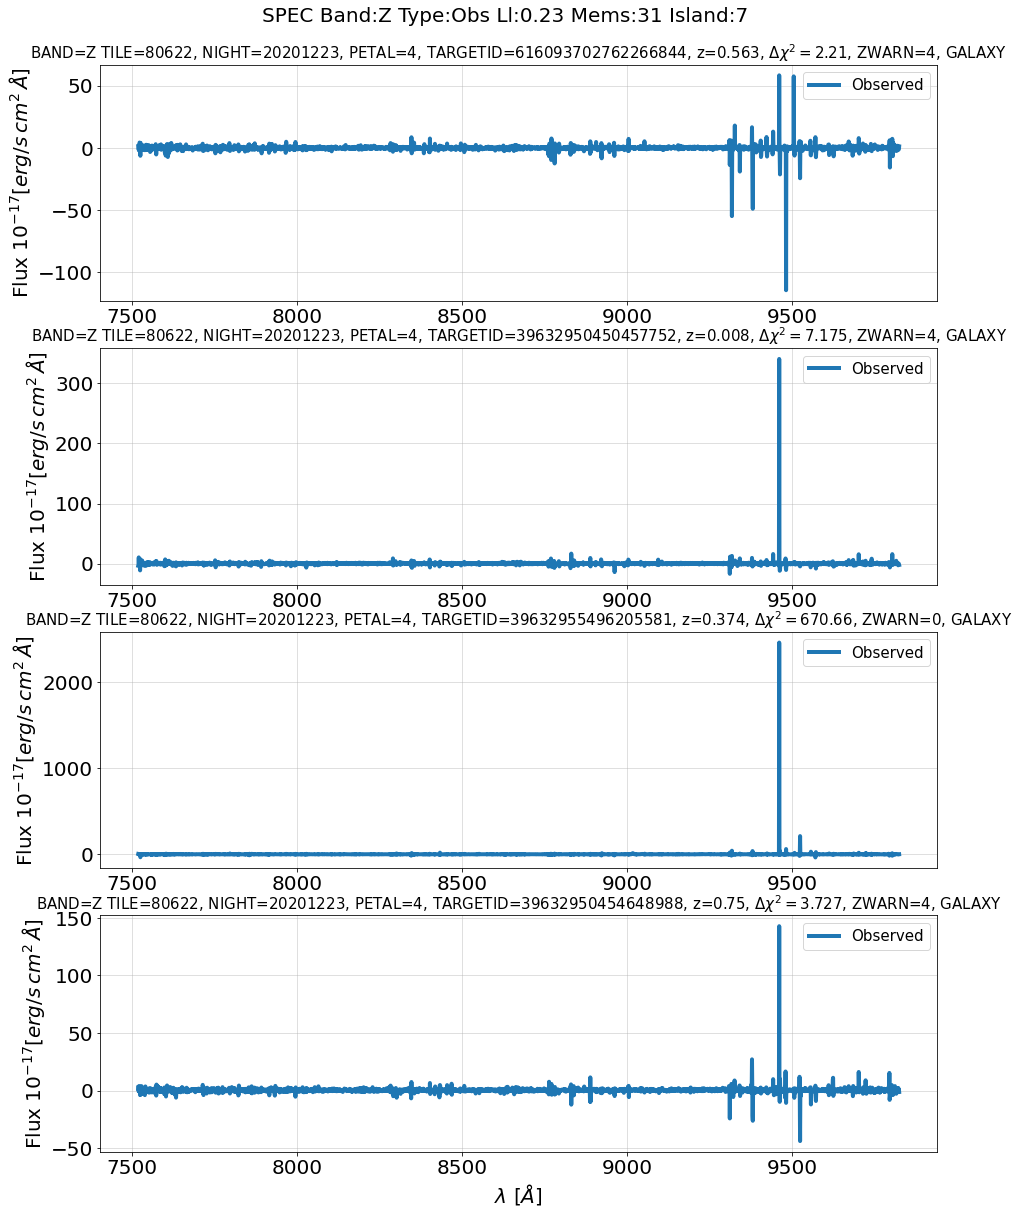 SPEC Band:Z Type:Obs Ll:0.23 Mems:31 Island:7
BAND=Z TILE=80622, NIGHT=20201223, PETAL=4, TARGETID=616093702762266844, z=0.563, Δχ²=2.21, ZWARN=4, GALAXY
Flux 10⁻¹⁷[erg/s cm² Å]
50
0
−50
−100
Observed
7500 8000 8500 9000 9500
BAND=Z TILE=80622, NIGHT=20201223, PETAL=4, TARGETID=39632950450457752, z=0.008, Δχ²=7.175, ZWARN=4, GALAXY
Flux 10⁻¹⁷[erg/s cm² Å]
300
200
100
0
Observed
7500 8000 8500 9000 9500
BAND=Z TILE=80622, NIGHT=20201223, PETAL=4, TARGETID=39632955496205581, z=0.374, Δχ²=670.66, ZWARN=0, GALAXY
Flux 10⁻¹⁷[erg/s cm² Å]
2000
1000
0
Observed
7500 8000 8500 9000 9500
BAND=Z TILE=80622, NIGHT=20201223, PETAL=4, TARGETID=39632950454648988, z=0.75, Δχ²=3.727, ZWARN=4, GALAXY
Flux 10⁻¹⁷[erg/s cm² Å]
150
100
50
0
−50
Observed
7500 8000 8500 9000 9500
λ [Å]